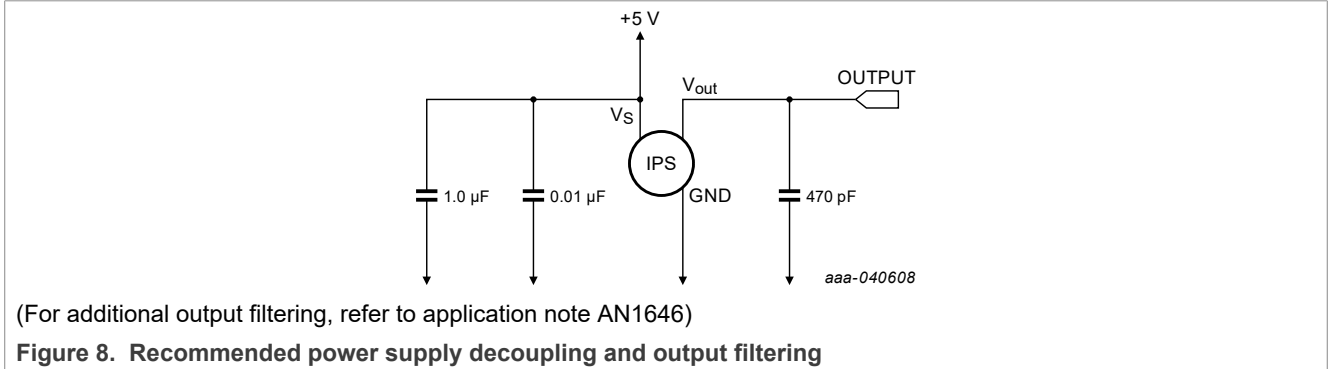 +5 V
OUTPUT
Vout
VS
IPS
1.0 µF
0.01 µF
GND
470 pF
aaa-040608
(For additional output filtering, refer to application note AN1646)
Figure 8. Recommended power supply decoupling and output filtering